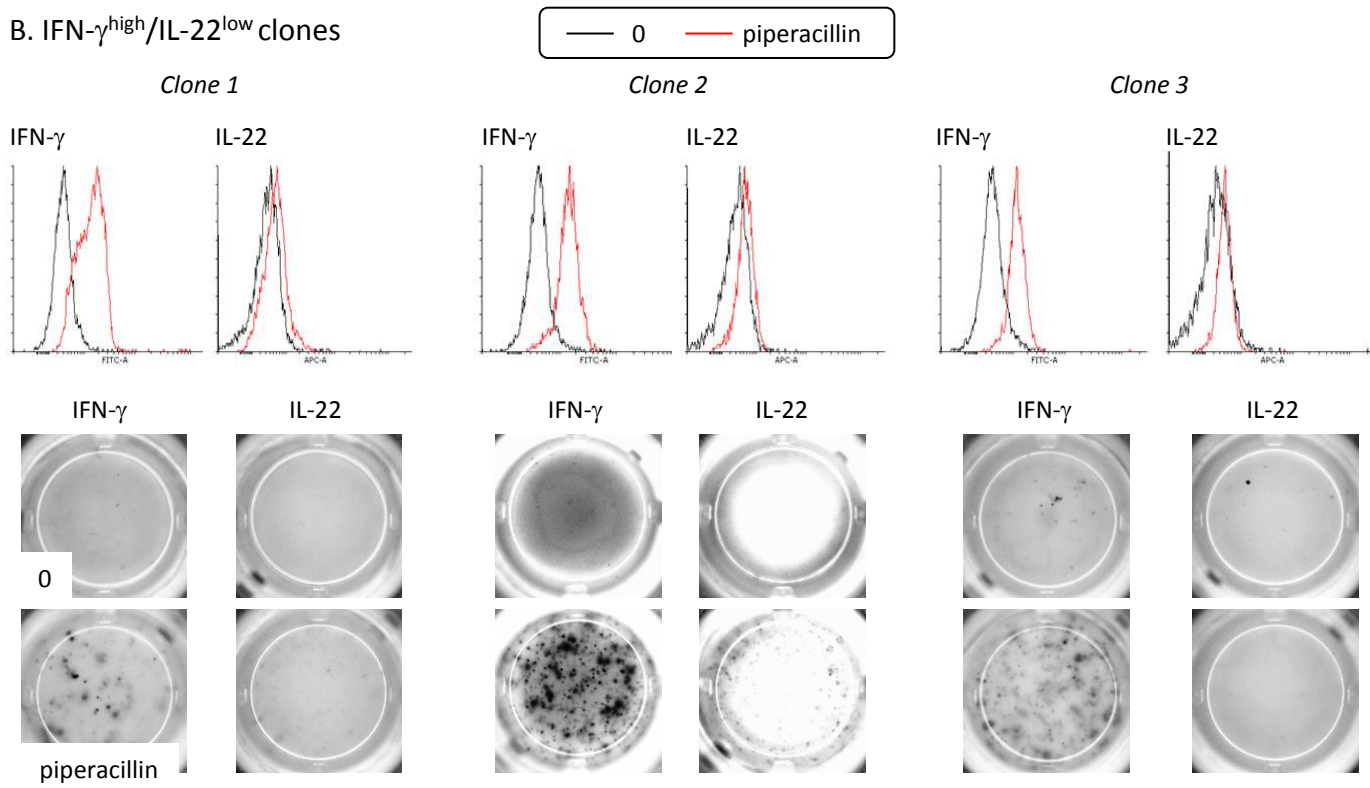 B. IFN-γhigh/IL-22low clones
0 piperacillin
Clone 1 Clone 2 Clone 3
IFN-γ IL-22 IFN-γ IL-22 IFN-γ IL-22
FITC-A APC-A FITC-A APC-A FITC-A APC-A
IFN-γ IL-22 IFN-γ IL-22 IFN-γ IL-22
0
piperacillin